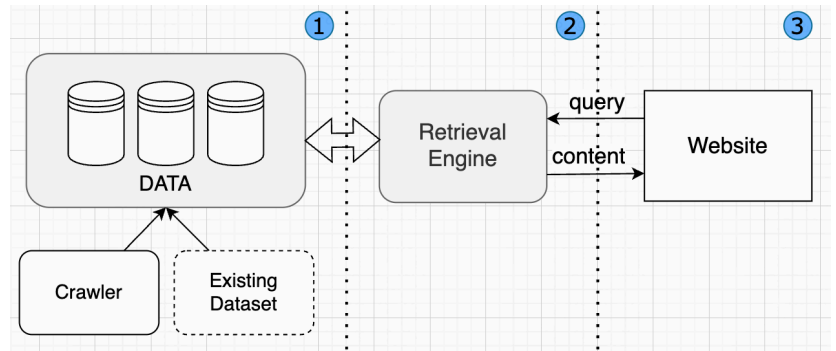 1
2
3
DATA
Crawler
Existing
Dataset
Retrieval
Engine
query
content
Website